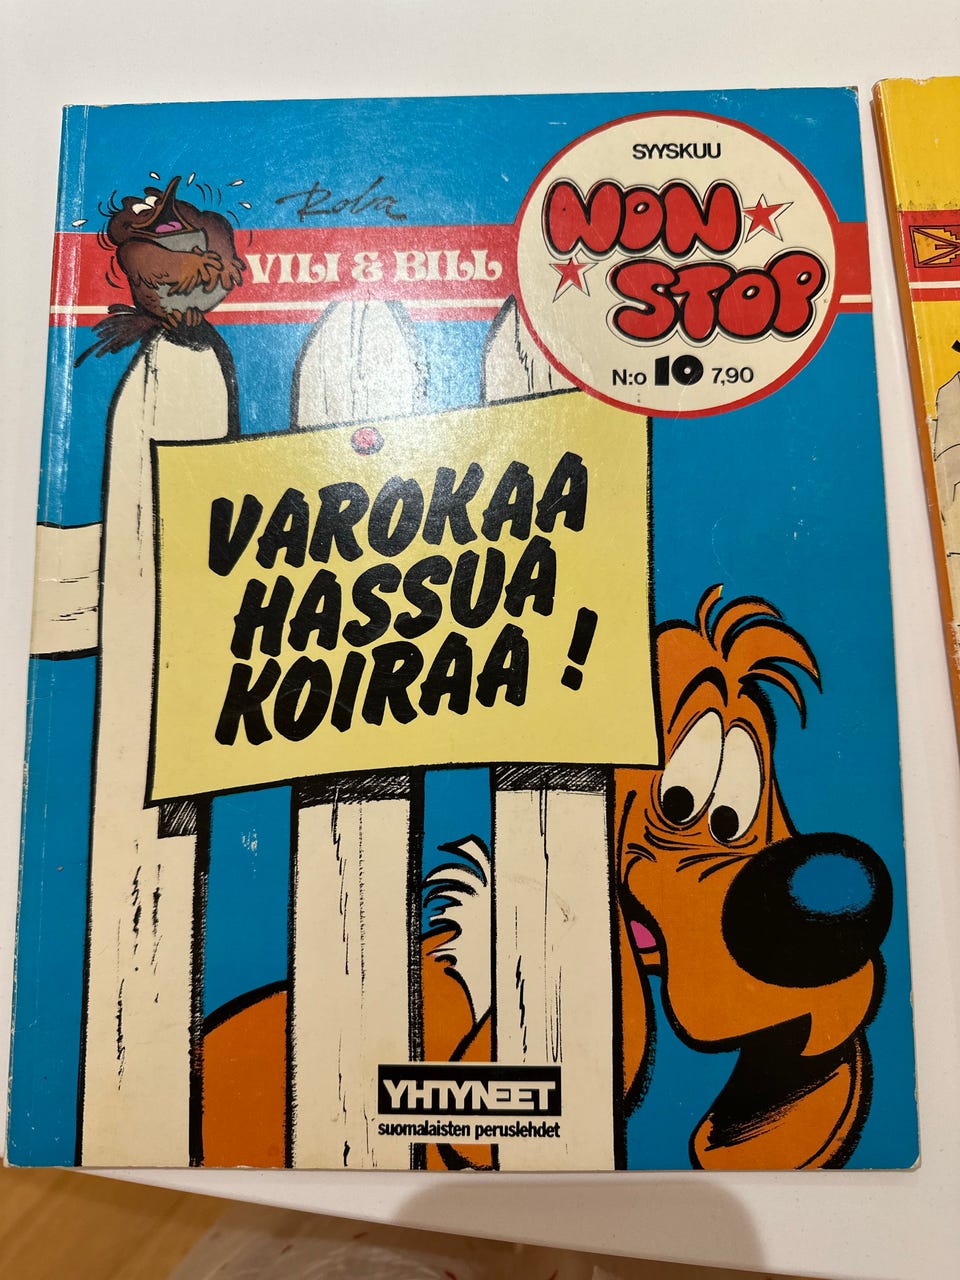 SYYSKUU
Roba
NON
VILI & BILL
STOP
N:o 10 7,90
VAROKAA
HASSUA
KOIRAA !
YHTYNEET
suomalaisten peruslehdet